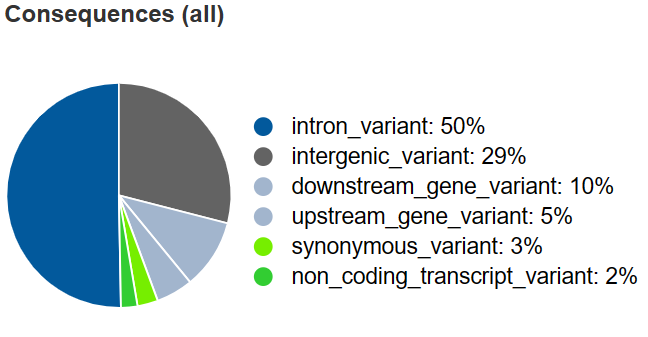 Consequences (all)
intron_variant: 50%
intergenic_variant: 29%
downstream_gene_variant: 10%
upstream_gene_variant: 5%
synonymous_variant: 3%
non_coding_transcript_variant: 2%